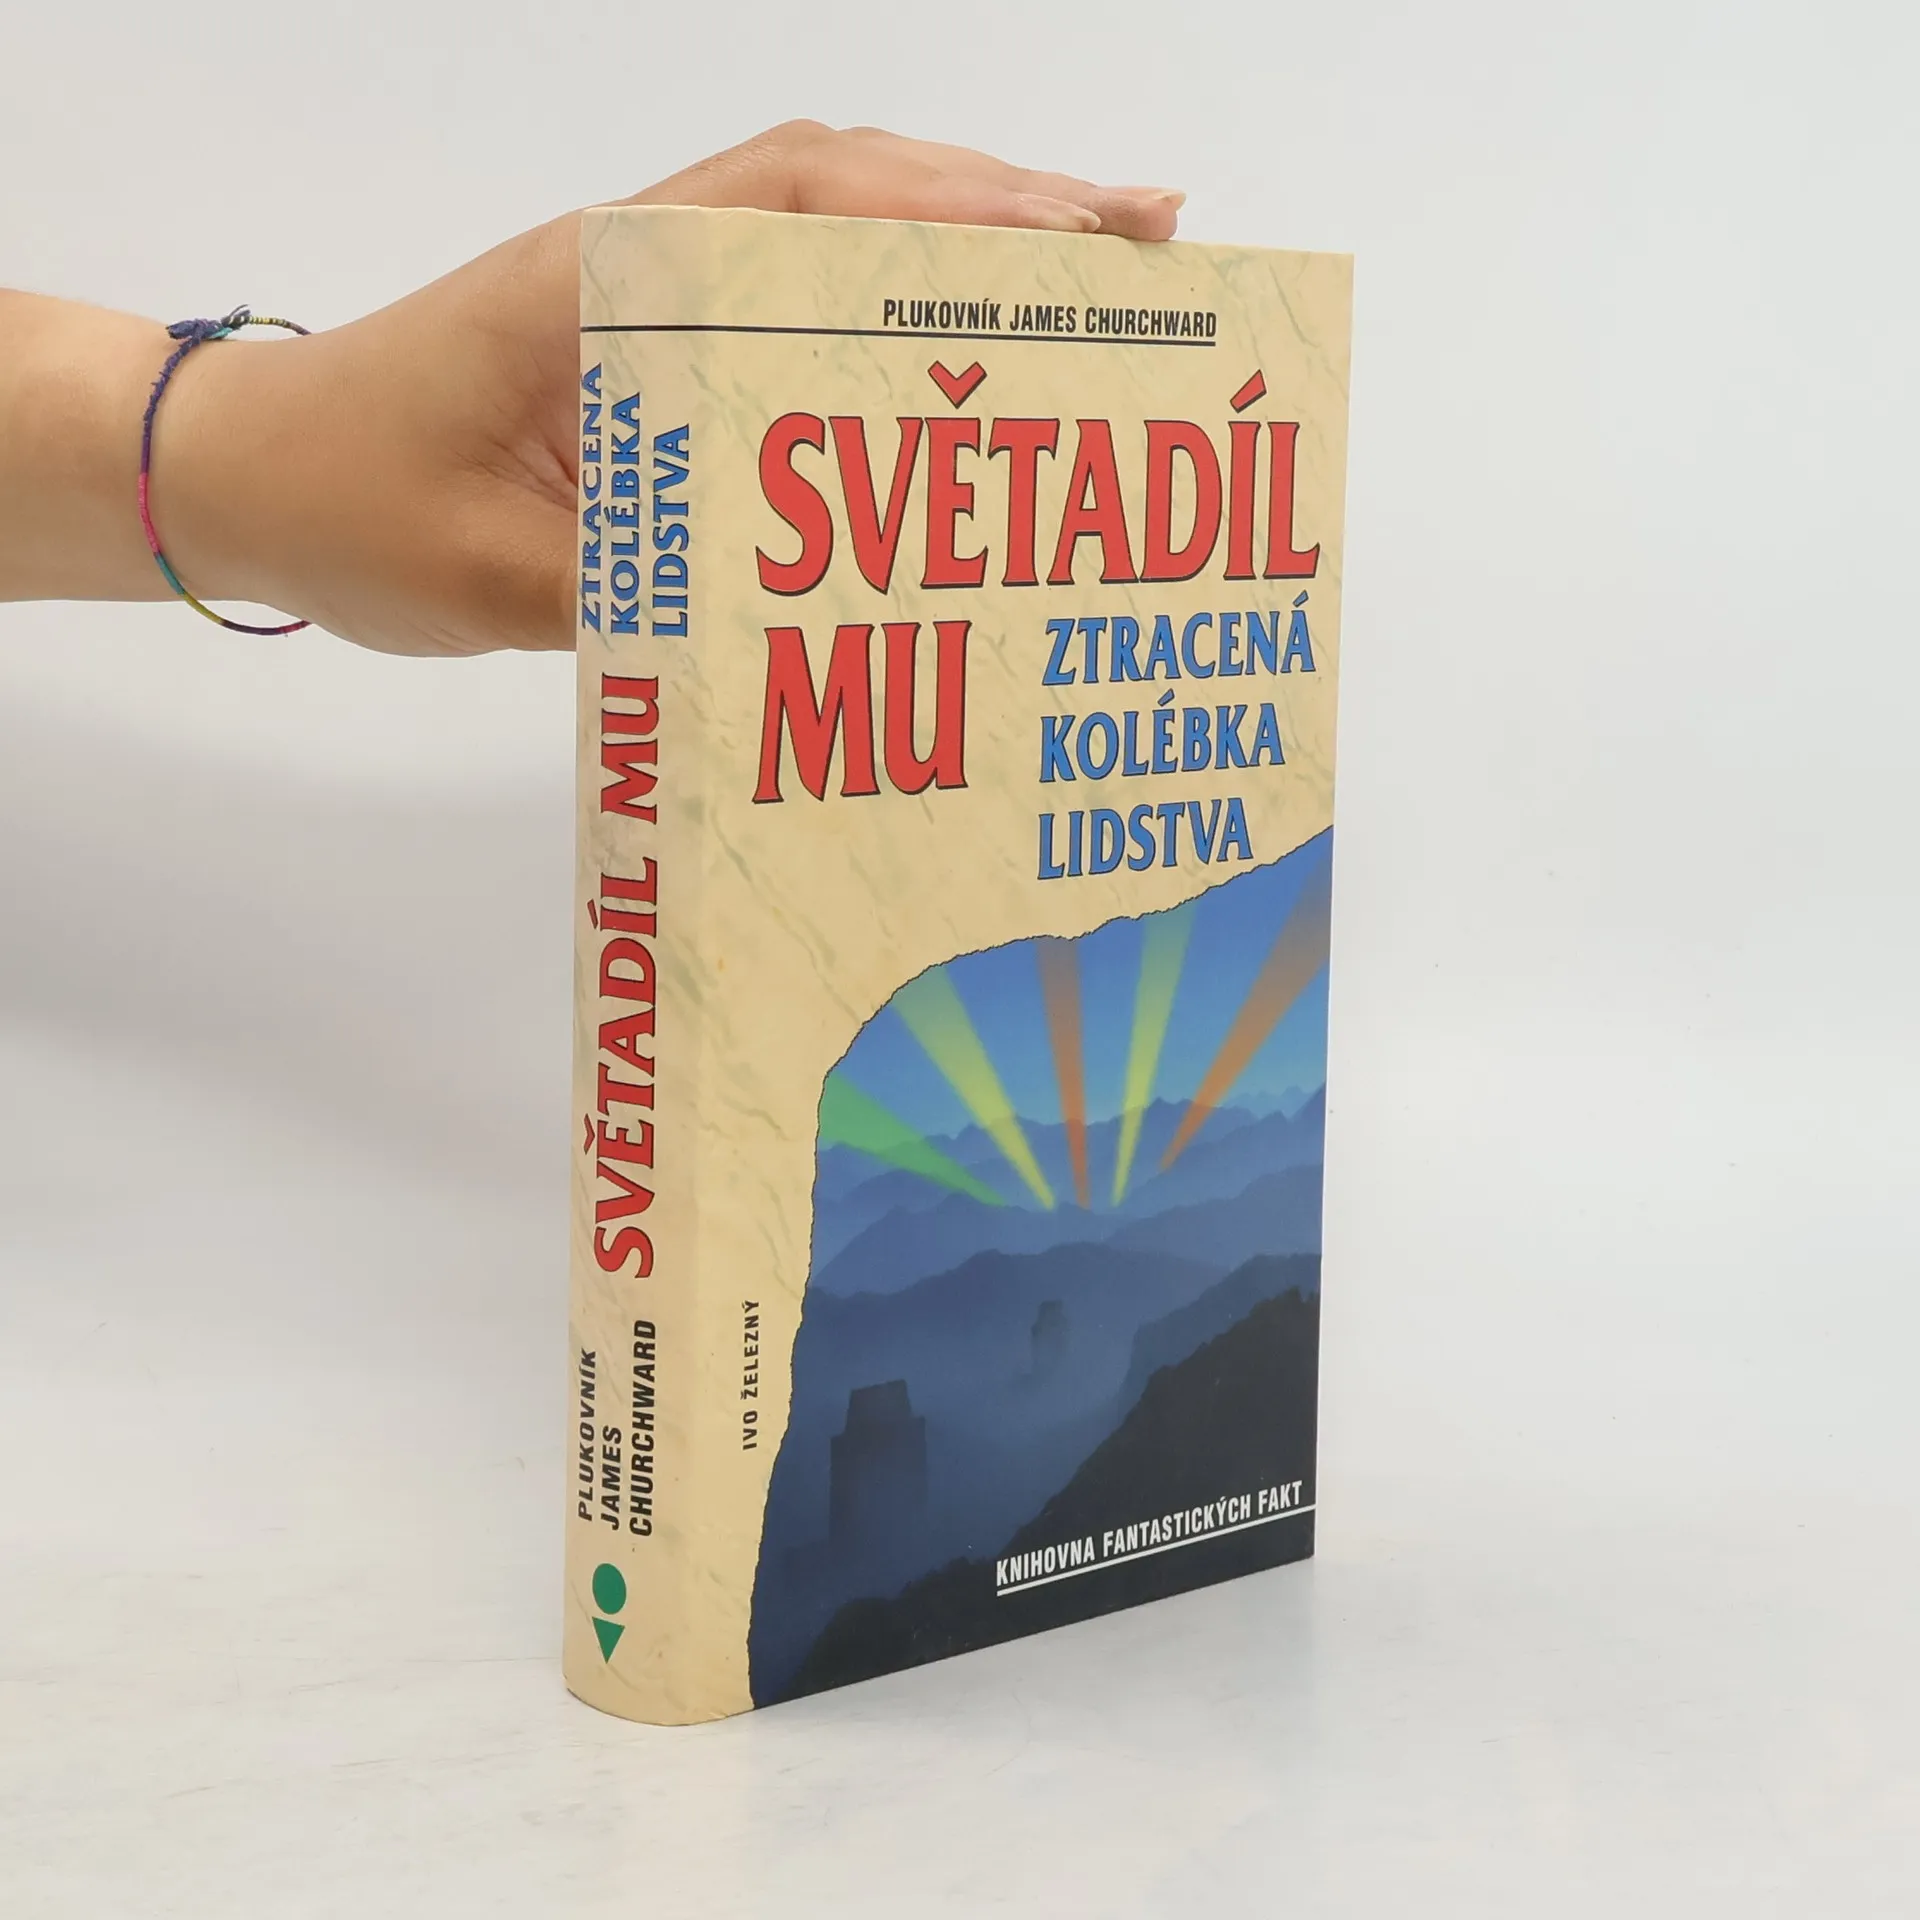 PLUKOVNÍK JAMES CHURCHWARD
SVĚTADÍL
MU
ZTRACENÁ
KOLÉBKA
LIDSTVA
IVO ŽELEZNÝ
KNIHOVNA FANTASTICKÝCH FAKT
PLUKOVNÍK
JAMES
CHURCHWARD
SVĚTADÍL MU
ZTRACENÁ
KOLÉBKA
LIDSTVA